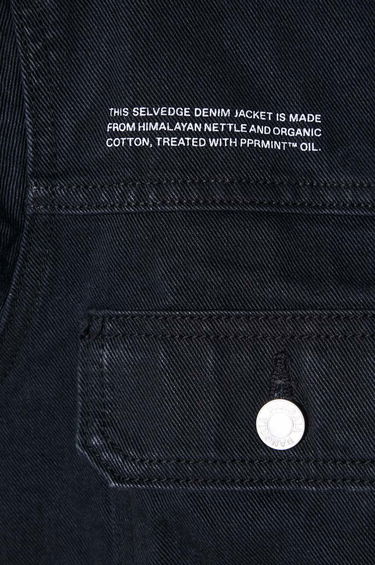 THIS SELVEDGE DENIM JACKET IS MADE
FROM HIMALAYAN NETTLE AND ORGANIC
COTTON, TREATED WITH PPRMINT™ OIL.